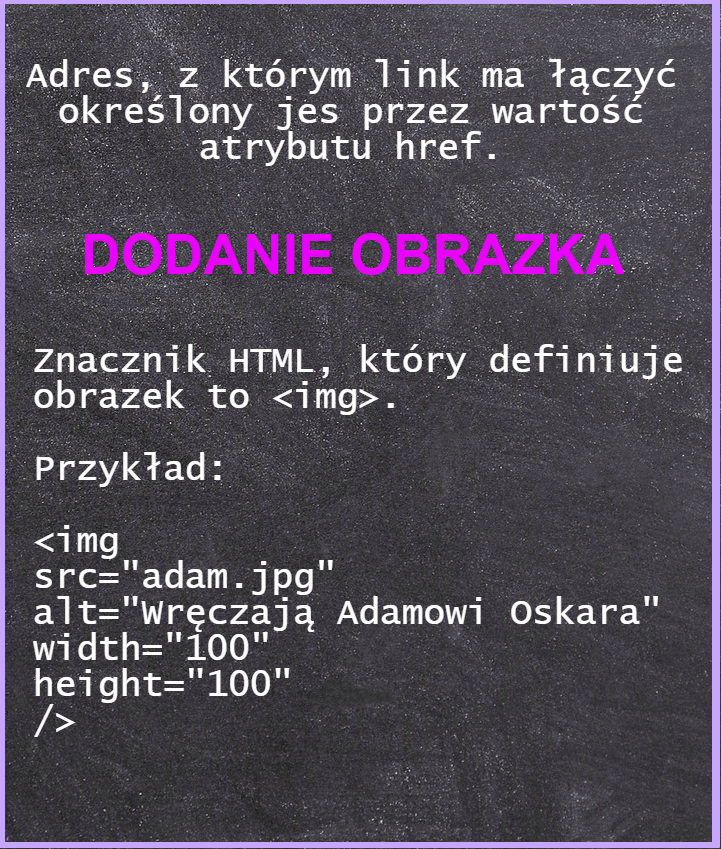 Adres, z którym link ma łączyć
określony jes przez wartość
atrybutu href.
DODANIE OBRAZKA
Znacznik HTML, który definiuje
obrazek to <img>.
Przykład:
<img
src="adam.jpg"
alt="Wręczają Adamowi Oskara"
width="100"
height="100"
/>